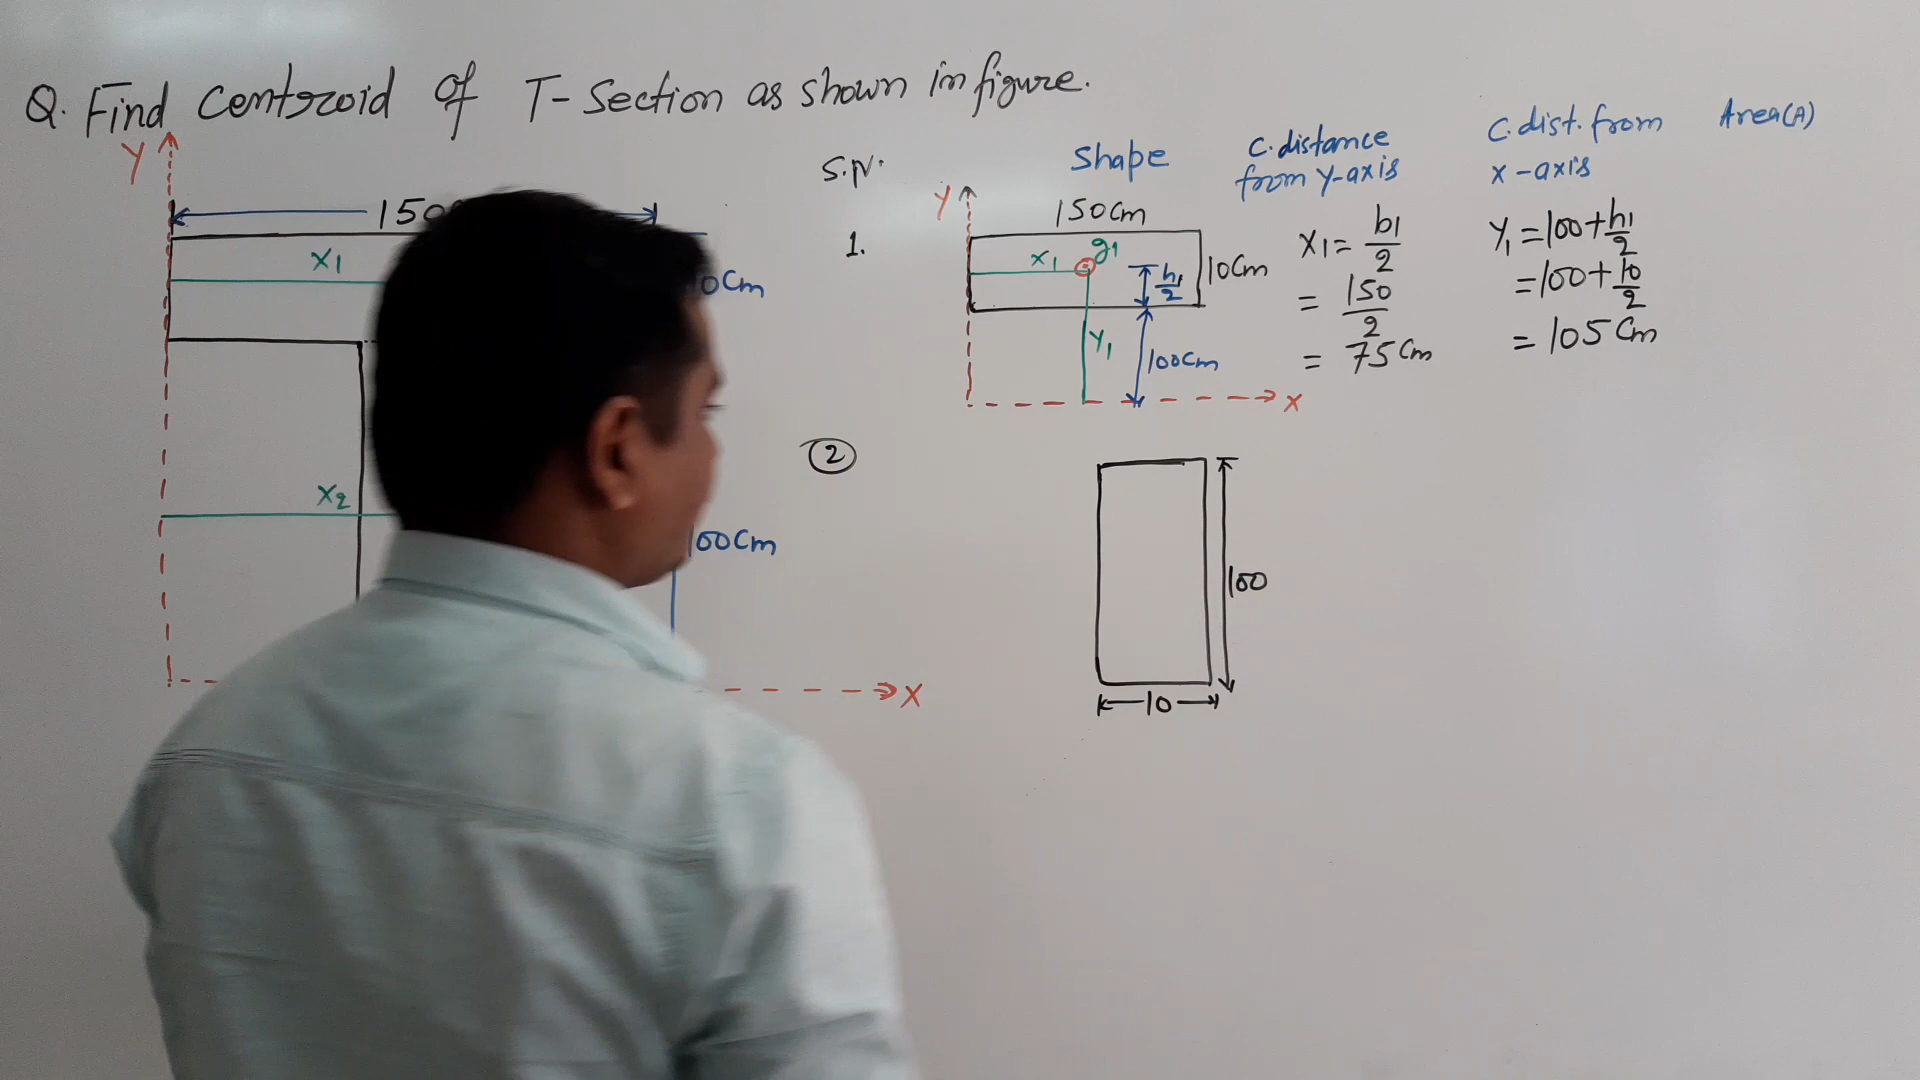 Q. Find Centroid of T-Section as shown in figure.
Y
150
X1
0Cm
X2
00Cm
X
S.N. Shape C.distance from Y-axis C.dist. from x-axis Area(A)
1.
Y
150Cm
X1 g1
h1/2
10Cm
Y1
100Cm
X
X1 = b1/2
= 150/2
= 75 Cm
Y1 = 100 + h1/2
= 100 + 10/2
= 105 Cm
2
100
10